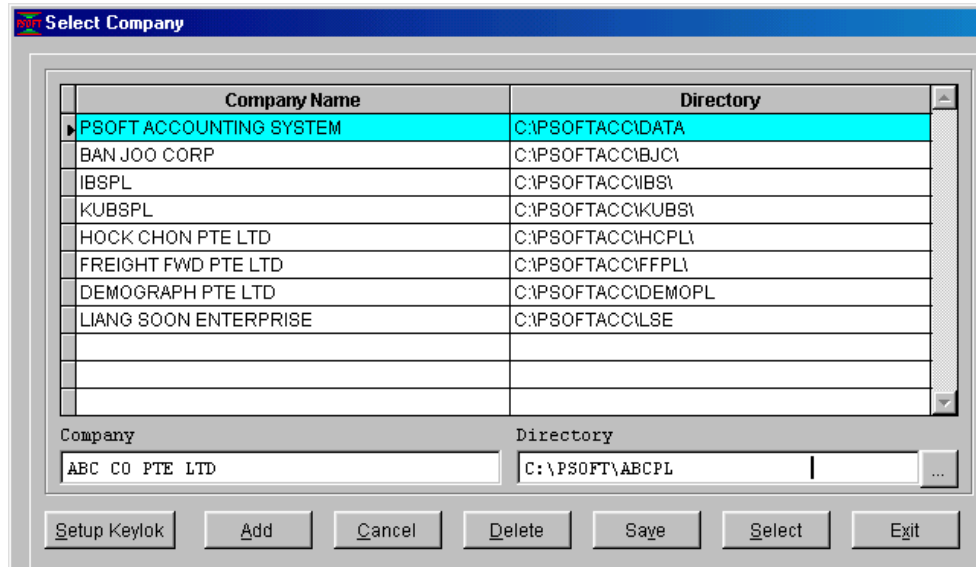 PSOFT Select Company
Company Name Directory
PSOFT ACCOUNTING SYSTEM C:\PSOFTACC\DATA
BAN JOO CORP C:\PSOFTACC\BJC\
IBSPL C:\PSOFTACC\IBS\
KUBSPL C:\PSOFTACC\KUBS\
HOCK CHON PTE LTD C:\PSOFTACC\HCPL\
FREIGHT FWD PTE LTD C:\PSOFTACC\FFPL\
DEMOGRAPH PTE LTD C:\PSOFTACC\DEMOPL
LIANG SOON ENTERPRISE C:\PSOFTACC\LSE
Company Directory
ABC CO PTE LTD C:\PSOFT\ABCPL ...
Setup Keylok Add Cancel Delete Save Select Exit